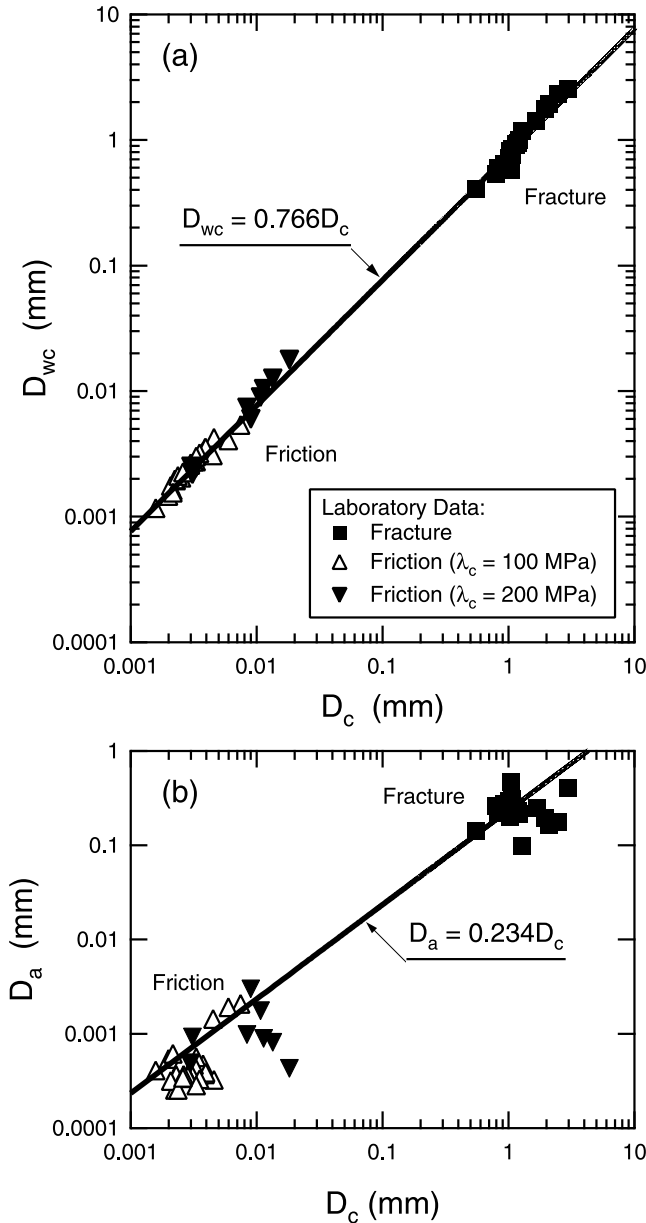 (a)
10
1
0.1
0.01
0.001
0.0001
D_wc (mm)
D_wc = 0.766D_c
Fracture
Friction
Laboratory Data:
Fracture
Friction (λ_c = 100 MPa)
Friction (λ_c = 200 MPa)
0.001 0.01 0.1 1 10
D_c (mm)
(b)
1
0.1
0.01
0.001
0.0001
D_a (mm)
Fracture
D_a = 0.234D_c
Friction
0.001 0.01 0.1 1 10
D_c (mm)